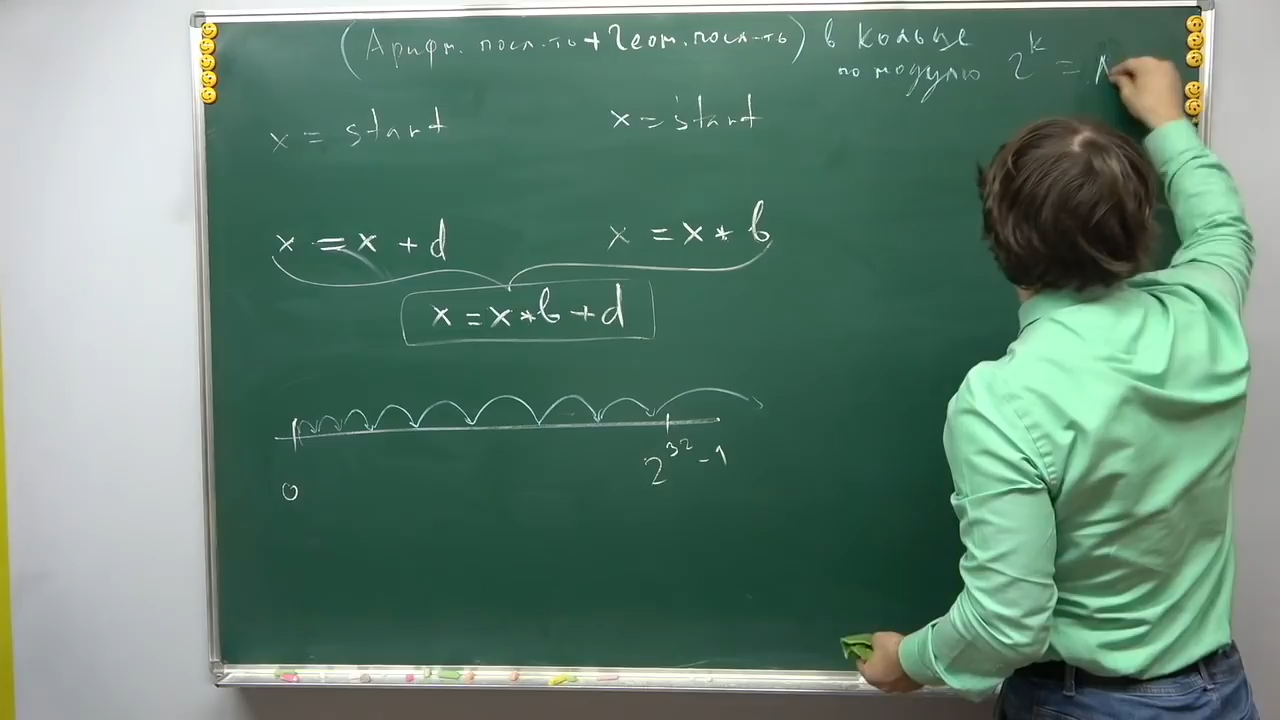 (Арифм. посл-ть + Геом. посл-ть) в кольце
по модулю 2^k =
x = start x = start
x = x + d x = x * b
x = x * b + d
0 2^32 - 1